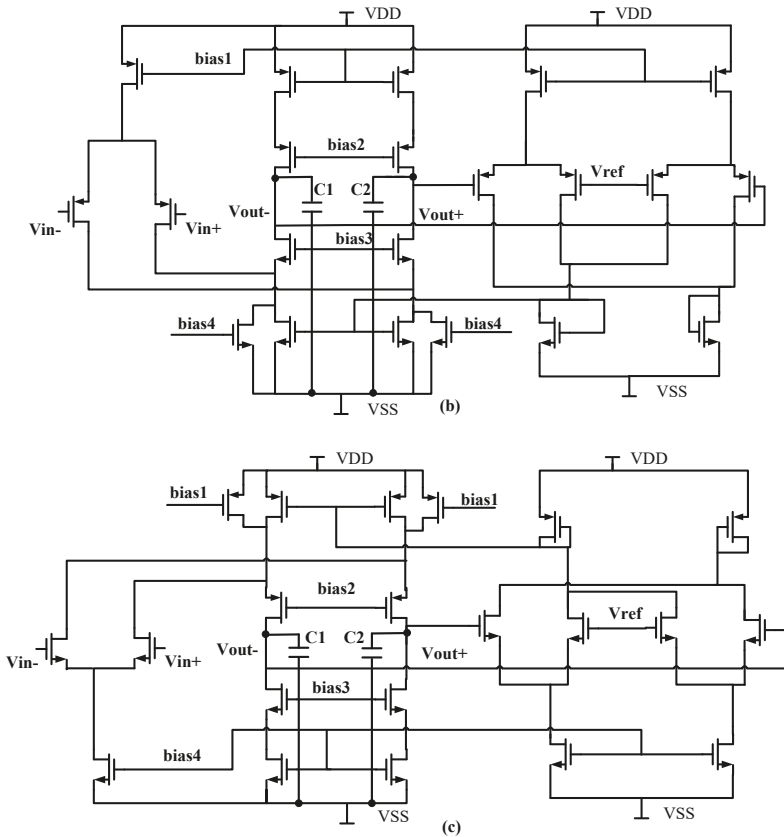 VDD
VDD
bias1
bias2
Vref
C1
C2
Vout-
Vout+
Vin-
Vin+
bias3
bias4
bias4
VSS
VSS
(b)
VDD
VDD
bias1
bias1
bias2
Vref
C1
C2
Vout-
Vout+
Vin-
Vin+
bias3
bias4
VSS
VSS
(c)